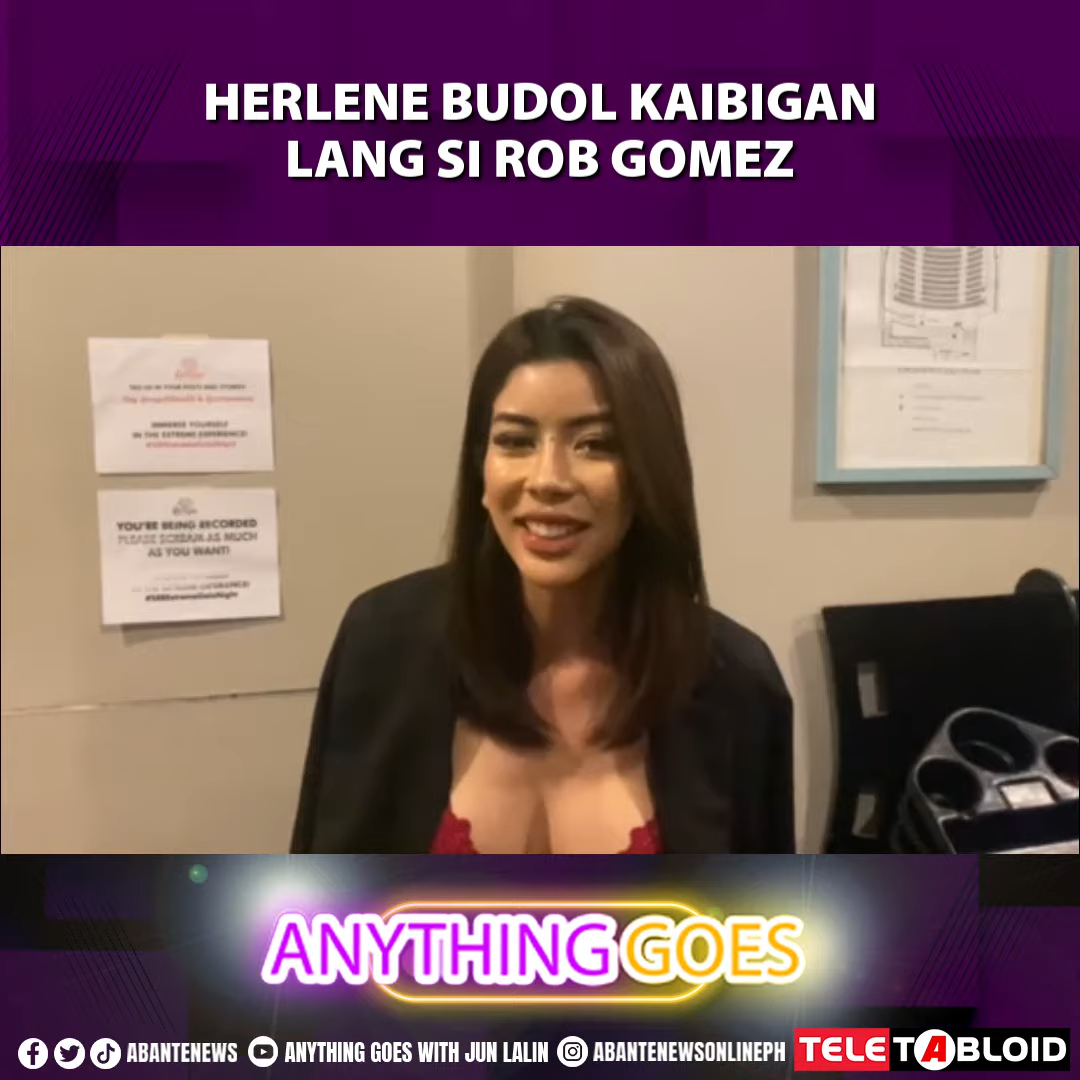 HERLENE BUDOL KAIBIGAN
LANG SI ROB GOMEZ
IMMERSE YOURSELF
IN THE EXTREME EXPERIENCE!
YOU'RE BEING RECORDED
PLEASE SCREAM AS MUCH
AS YOU WANT!
ANYTHING GOES
ABANTENEWS
ANYTHING GOES WITH JUN LALIN
ABANTENEWSONLINEPH
TELETABLOID